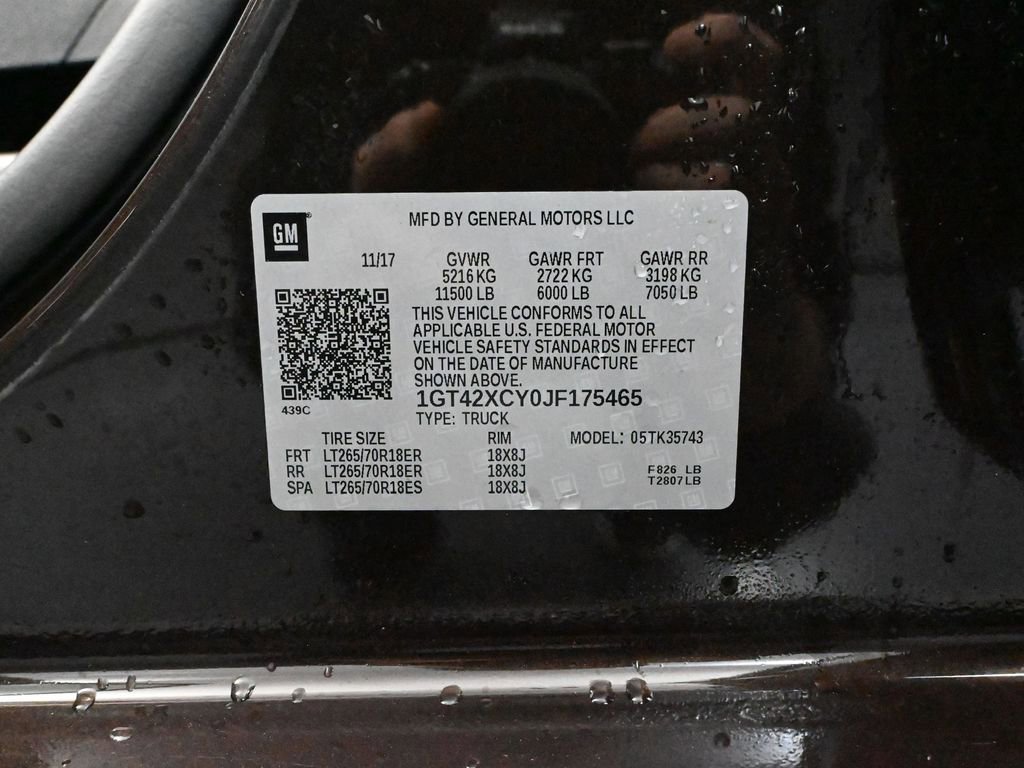 GM
MFD BY GENERAL MOTORS LLC
11/17 GVWR GAWR FRT GAWR RR
5216 KG 2722 KG 3198 KG
11500 LB 6000 LB 7050 LB
THIS VEHICLE CONFORMS TO ALL
APPLICABLE U.S. FEDERAL MOTOR
VEHICLE SAFETY STANDARDS IN EFFECT
ON THE DATE OF MANUFACTURE
SHOWN ABOVE.
439C
1GT42XCY0JF175465
TYPE: TRUCK
TIRE SIZE RIM MODEL: 05TK35743
FRT LT265/70R18ER 18X8J
RR LT265/70R18ER 18X8J F826 LB
SPA LT265/70R18ES 18X8J T2807LB